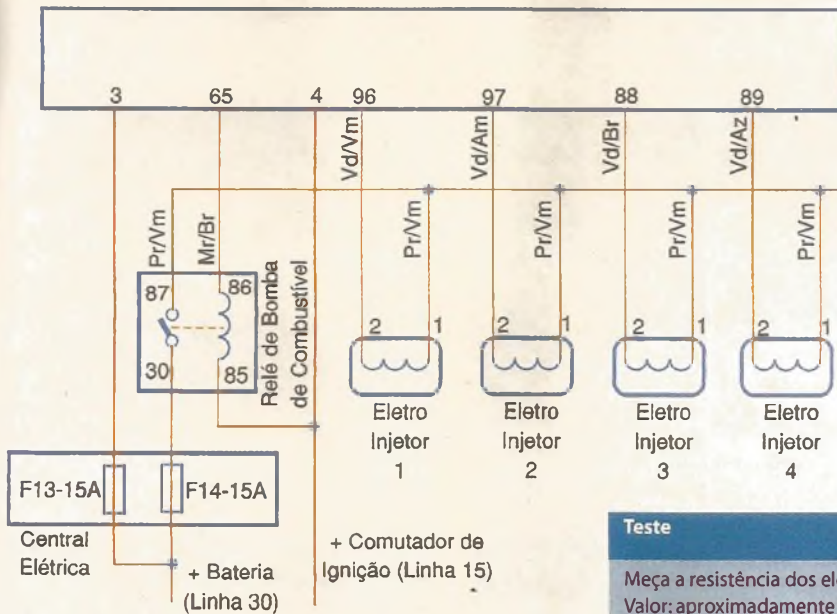 3 65 4 96 97 88 89
Vd/Vm
Vd/Am
Vd/Br
Vd/Az
Pr/Vm
Mr/Br
Pr/Vm
Pr/Vm
Pr/Vm
Pr/Vm
87 86
30 85
Relé de Bomba
de Combustível
2 1
2 1
2 1
2 1
Eletro
Injetor
1
Eletro
Injetor
2
Eletro
Injetor
3
Eletro
Injetor
4
F13-15A
F14-15A
Central
Elétrica
+ Bateria
(Linha 30)
+ Comutador de
Ignição (Linha 15)
Teste
Meça a resistência dos
Valor: aproximadamente